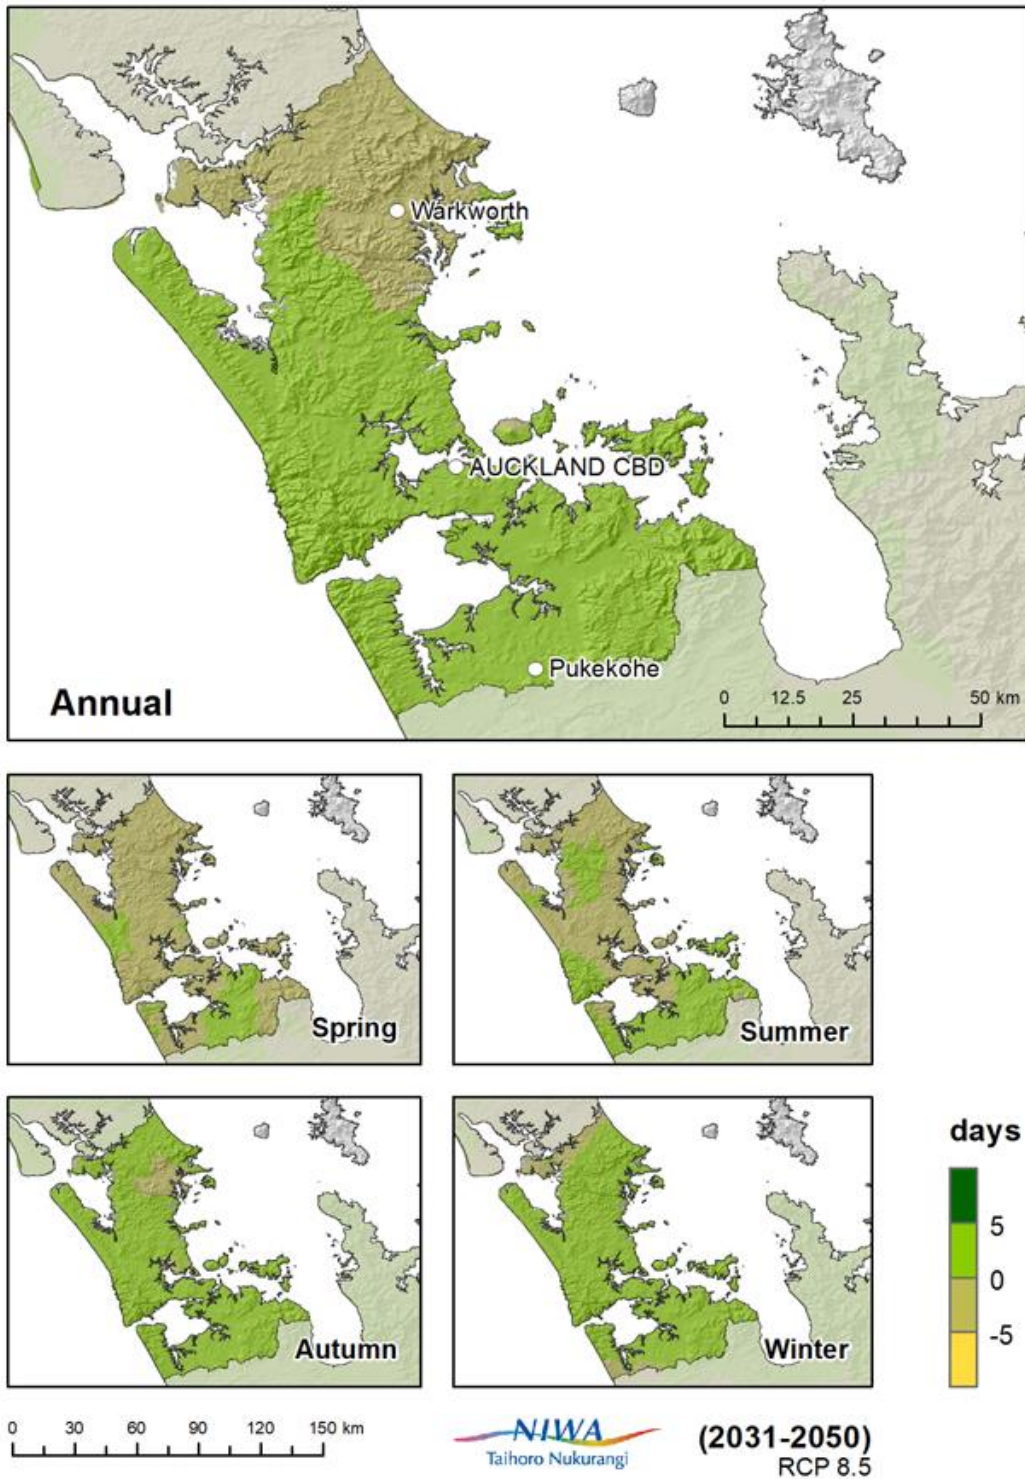 Warkworth
AUCKLAND CBD
Pukekohe
Annual
0 12.5 25 50 km
Spring
Summer
Autumn
Winter
days
5
0
-5
0 30 60 90 120 150 km
NIWA
Taihoro Nukurangi
(2031-2050)
RCP 8.5